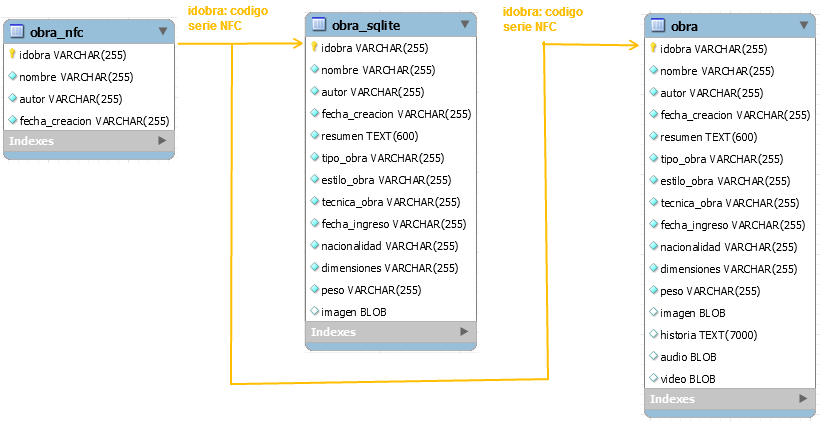 idobra: codigo
serie NFC
obra_nfc
idobra VARCHAR(255)
nombre VARCHAR(255)
autor VARCHAR(255)
fecha_creacion VARCHAR(255)
Indexes
obra_sqlite
idobra VARCHAR(255)
nombre VARCHAR(255)
autor VARCHAR(255)
fecha_creacion VARCHAR(255)
resumen TEXT(600)
tipo_obra VARCHAR(255)
estilo_obra VARCHAR(255)
tecnica_obra VARCHAR(255)
fecha_ingreso VARCHAR(255)
nacionalidad VARCHAR(255)
dimensiones VARCHAR(255)
peso VARCHAR(255)
imagen BLOB
Indexes
idobra: codigo
serie NFC
obra
idobra VARCHAR(255)
nombre VARCHAR(255)
autor VARCHAR(255)
fecha_creacion VARCHAR(255)
resumen TEXT(600)
tipo_obra VARCHAR(255)
estilo_obra VARCHAR(255)
tecnica_obra VARCHAR(255)
fecha_ingreso VARCHAR(255)
nacionalidad VARCHAR(255)
dimensiones VARCHAR(255)
peso VARCHAR(255)
imagen BLOB
historia TEXT(7000)
audio BLOB
video BLOB
Indexes